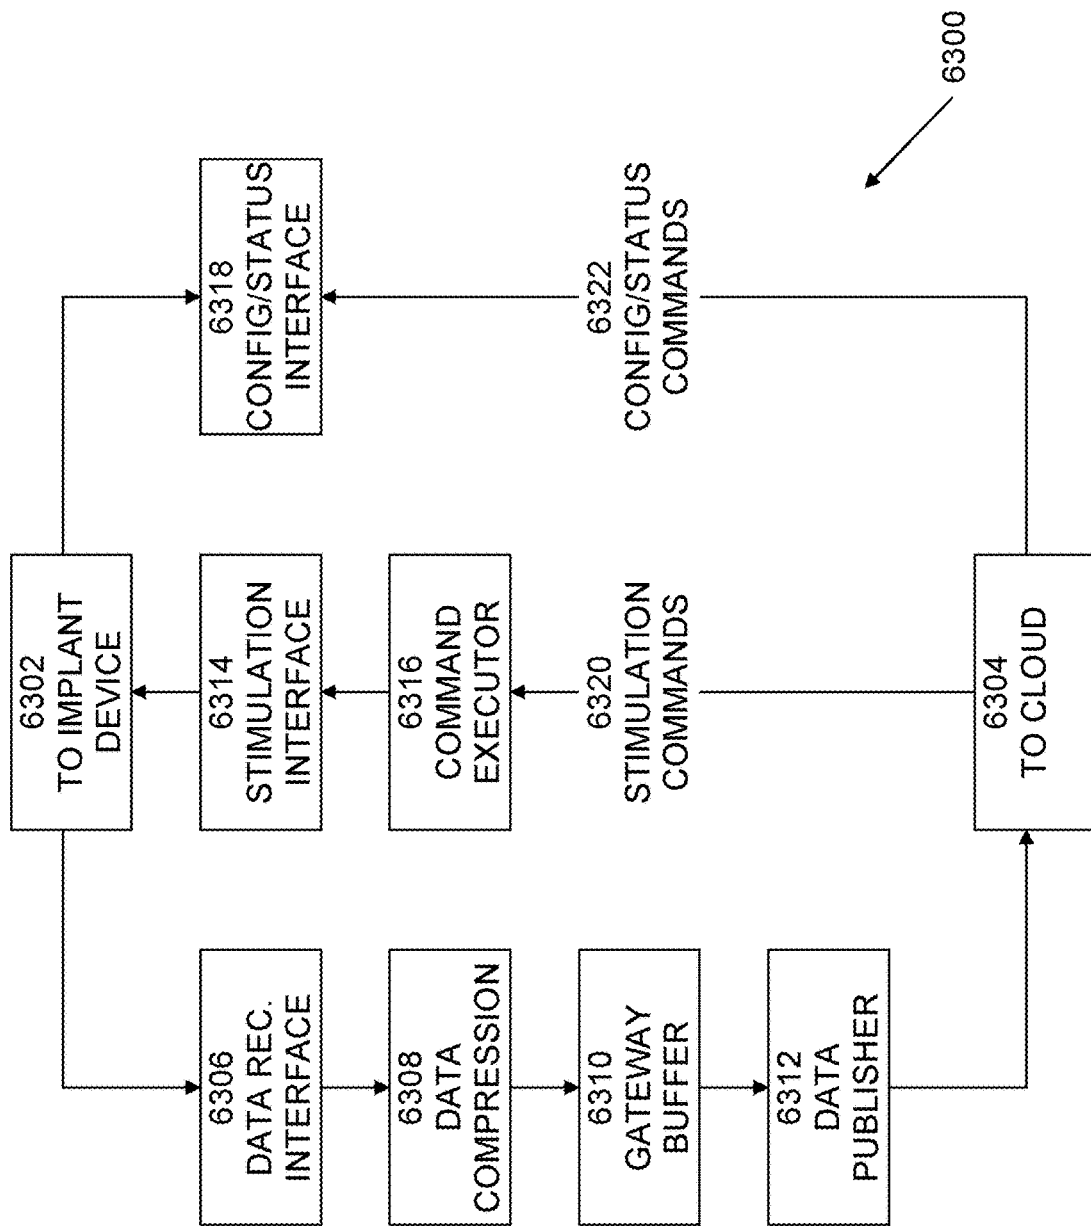 6302
TO IMPLANT
DEVICE
6306
DATA REC.
INTERFACE
6314
STIMULATION
INTERFACE
6318
CONFIG/STATUS
INTERFACE
6308
DATA
COMPRESSION
6316
COMMAND
EXECUTOR
6310
GATEWAY
BUFFER
6320
STIMULATION
COMMANDS
6322
CONFIG/STATUS
COMMANDS
6312
DATA
PUBLISHER
6300
6304
TO CLOUD